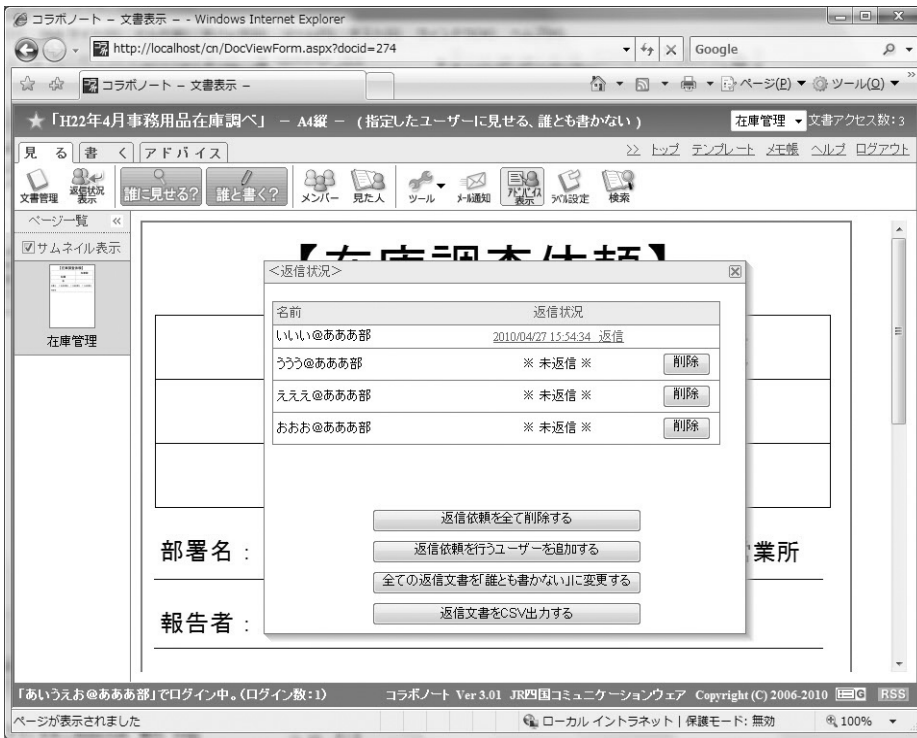 コラボノート – 文書表示 – - Windows Internet Explorer
http://localhost/cn/DocViewForm.aspx?docid=274
Google
コラボノート – 文書表示 –
ページ(P) ツール(O) »
★「H22年4月事務用品在庫調べ」 – A4縦 – （指定したユーザーに見せる、誰とも書かない） 在庫管理 文書アクセス数：3
見 る 書 く アドバイス >> トップ テンプレート メモ帳 ヘルプ ログアウト
文書管理 返信状況表示 誰に見せる? 誰と書く? メンバー 見た人 ツール メール通知 アドバイス表示 ラベル設定 検索
ページ一覧 «
サムネイル表示
在庫管理
【在庫調査依頼】
＜返信状況＞
名前 返信状況
いいい@あああ部 2010/04/27 15:54:34 返信
ううう@あああ部 ※ 未返信 ※ 削除
えええ@あああ部 ※ 未返信 ※ 削除
おおお@あああ部 ※ 未返信 ※ 削除
返信依頼を全て削除する
返信依頼を行うユーザーを追加する
全ての返信文書を「誰とも書かない」に変更する
返信文書をCSV出力する
部署名： 業所
報告者：
「あいうえお@あああ部」でログイン中。（ログイン数：1） コラボノート Ver 3.01 JR四国コミュニケーションウェア Copyright (C) 2006-2010 G RSS
ページが表示されました ローカル イントラネット | 保護モード: 無効 100%